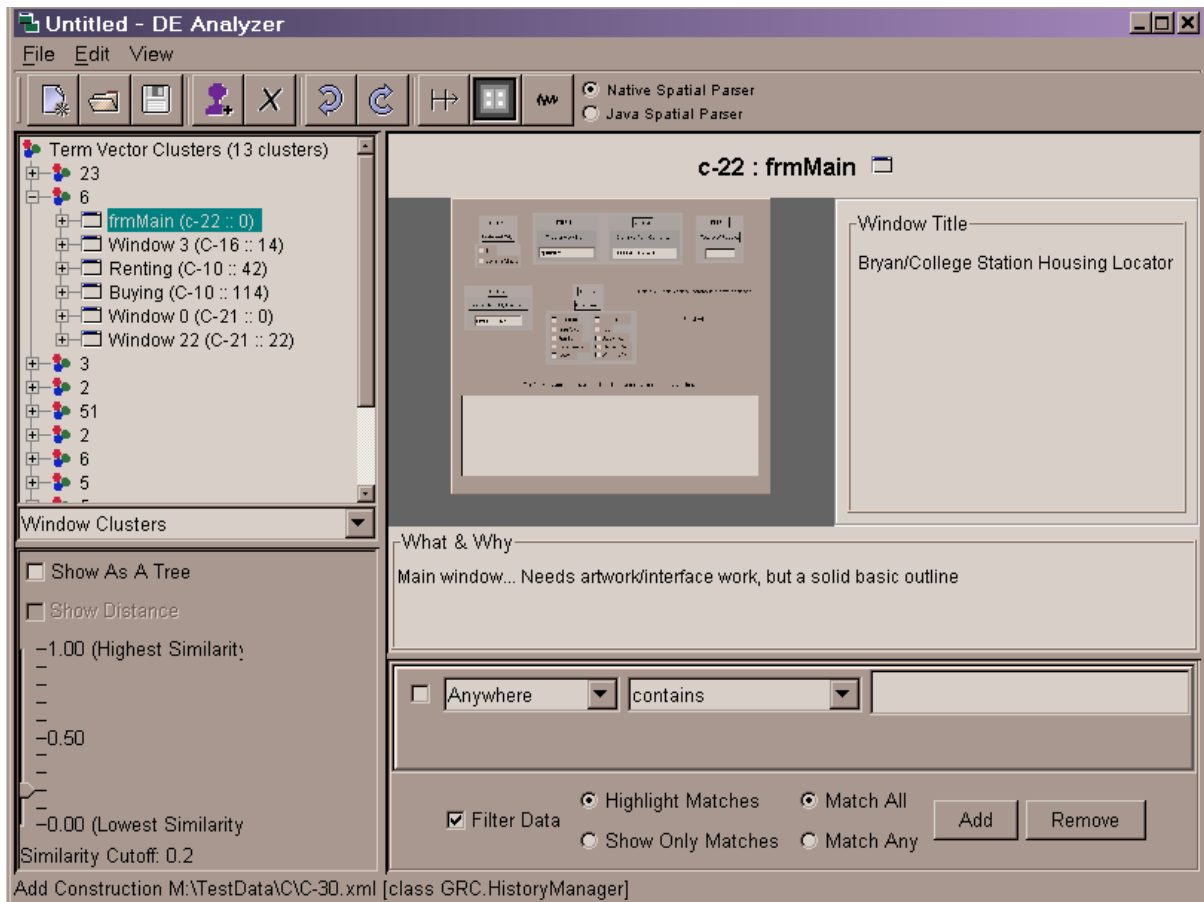 Untitled - DE Analyzer
File Edit View
Native Spatial Parser
Java Spatial Parser
Term Vector Clusters (13 clusters)
23
6
frmMain (c-22 :: 0)
Window 3 (C-16 :: 14)
Renting (C-10 :: 42)
Buying (C-10 :: 114)
Window 0 (C-21 :: 0)
Window 22 (C-21 :: 22)
3
2
51
2
6
5
Window Clusters
Show As A Tree
Show Distance
1.00 (Highest Similarity
0.50
0.00 (Lowest Similarity
Similarity Cutoff: 0.2
c-22 : frmMain
Window Title
Bryan/College Station Housing Locator
What & Why
Main window... Needs artwork/interface work, but a solid basic outline
Anywhere contains
Filter Data
Highlight Matches
Show Only Matches
Match All
Match Any
Add Remove
Add Construction M:\TestData\C\C-30.xml [class GRC.HistoryManager]